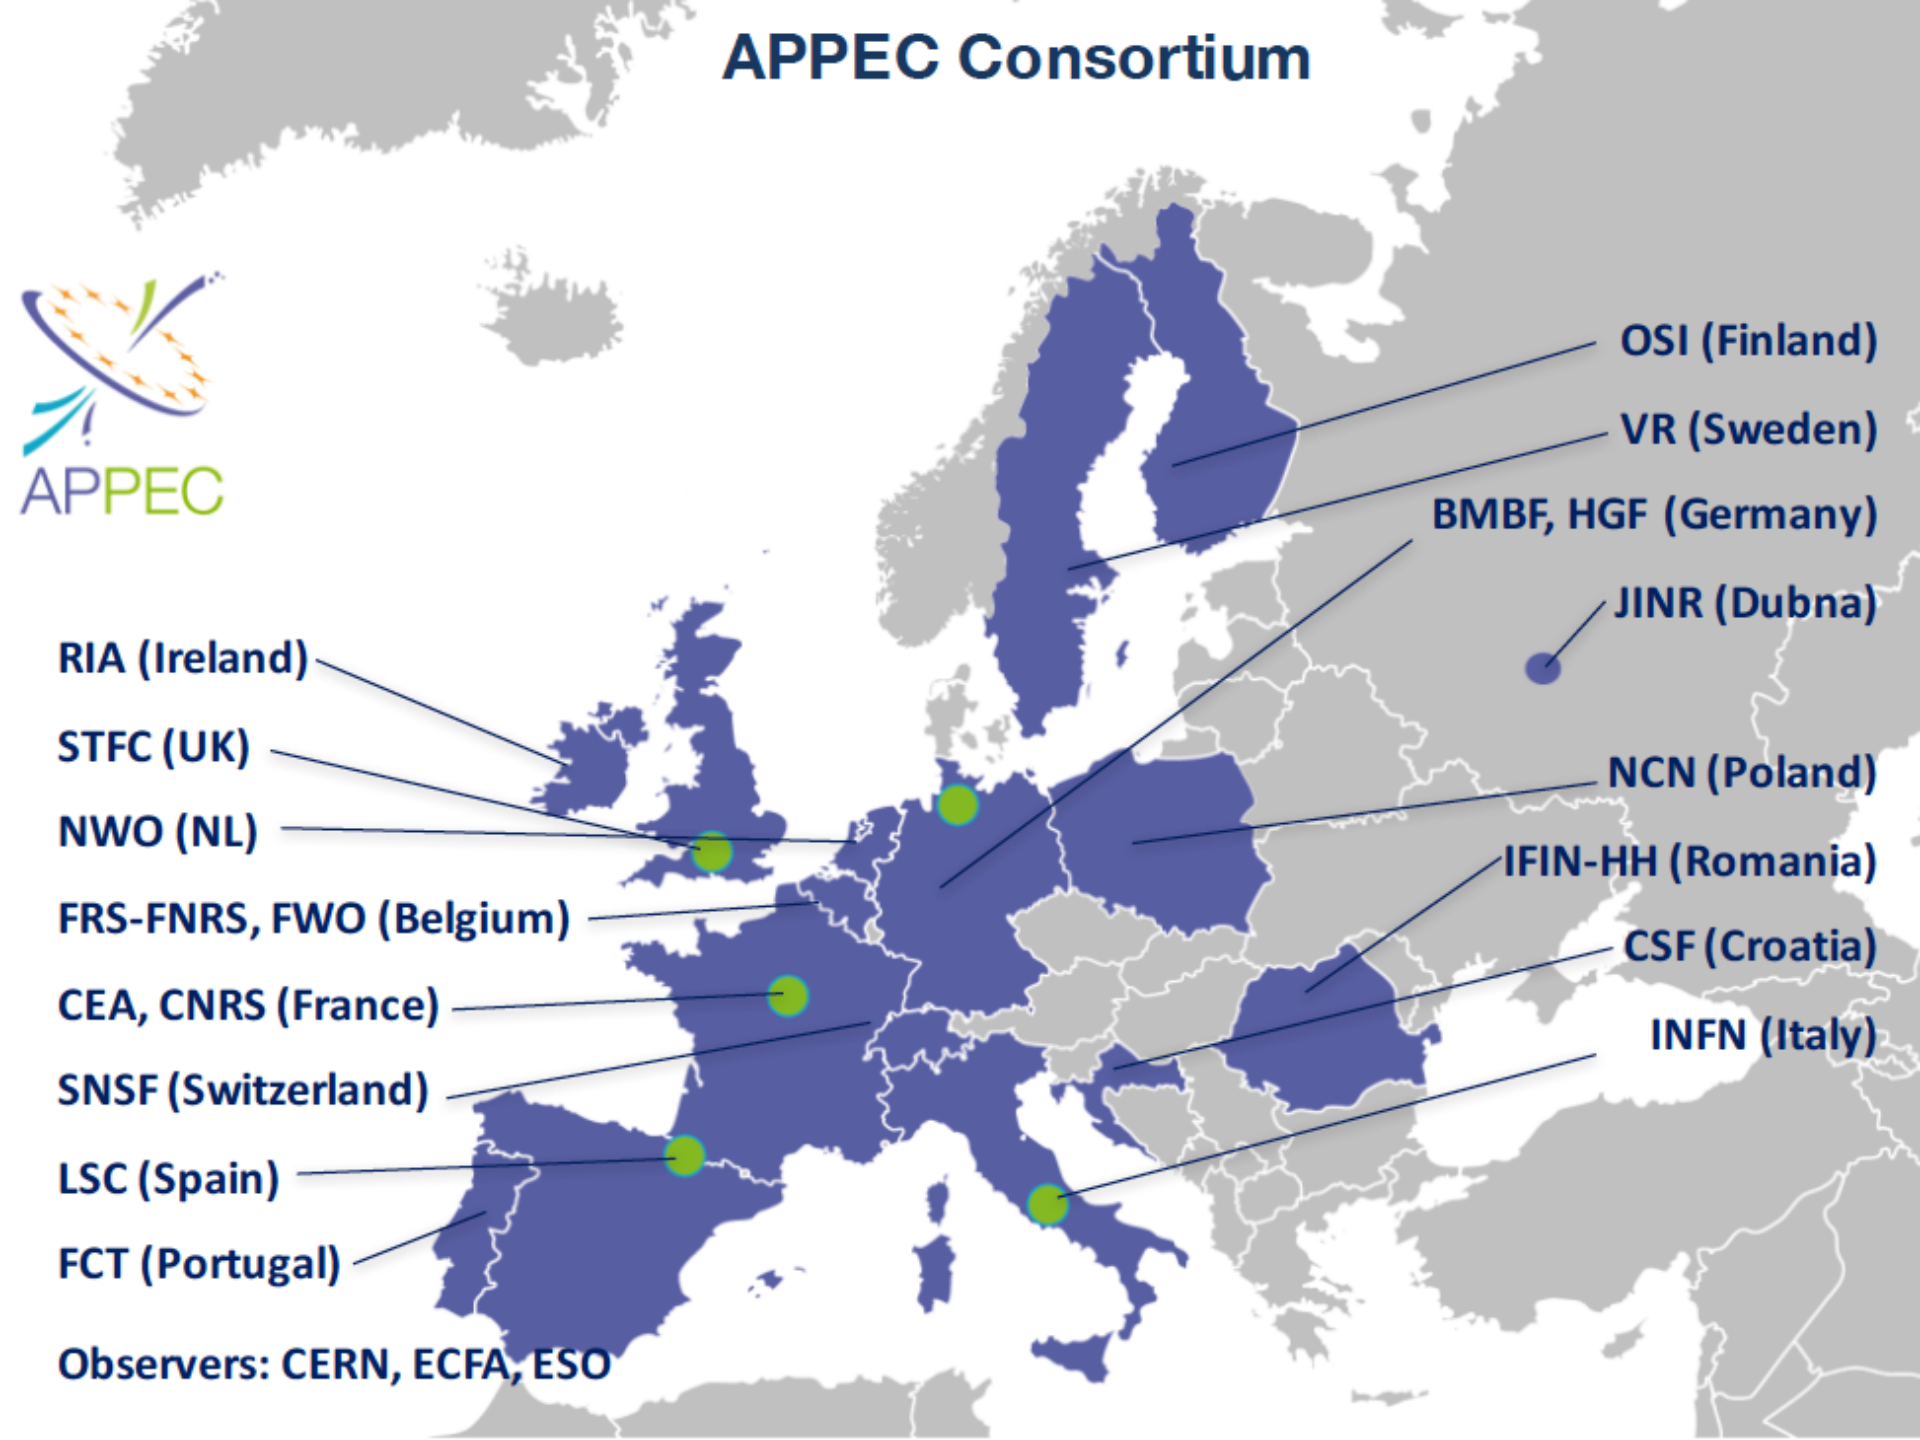 APPEC Consortium
APPEC
RIA (Ireland)
STFC (UK)
NWO (NL)
FRS-FNRS, FWO (Belgium)
CEA, CNRS (France)
SNSF (Switzerland)
LSC (Spain)
FCT (Portugal)
Observers: CERN, ECFA, ESO
OSI (Finland)
VR (Sweden)
BMBF, HGF (Germany)
JINR (Dubna)
NCN (Poland)
IFIN-HH (Romania)
CSF (Croatia)
INFN (Italy)